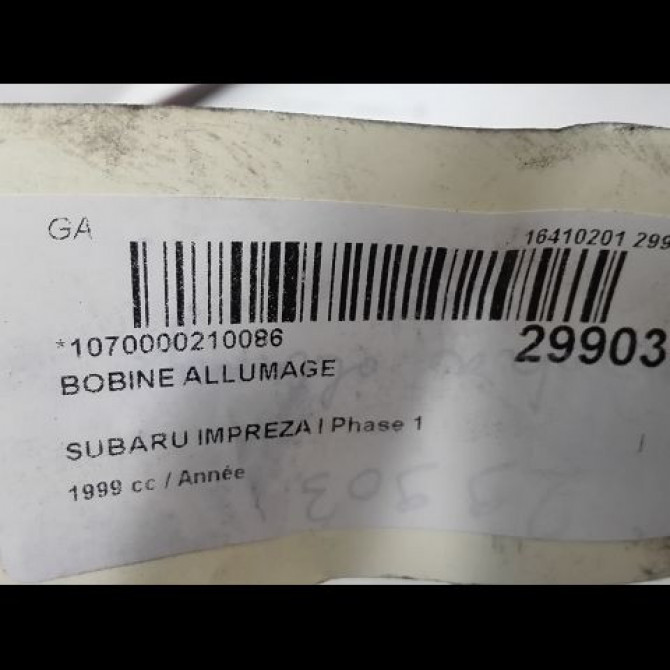 GA
16410201 299
*1070000210086
29903
BOBINE ALLUMAGE
SUBARU IMPREZA I Phase 1
1999 cc / Année